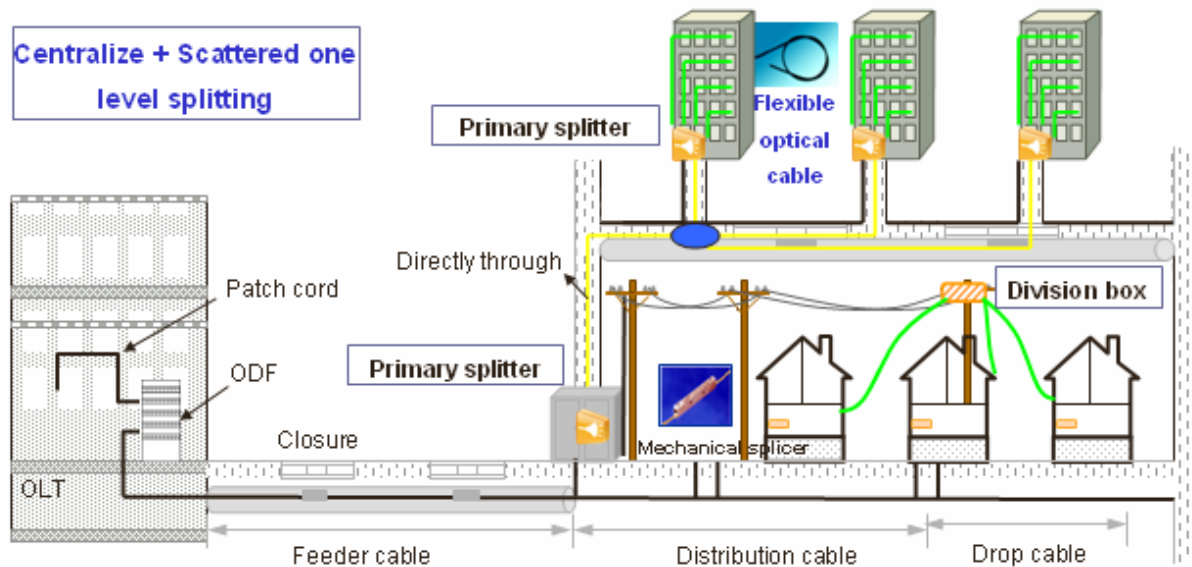 Centralize + Scattered one
level splitting
Primary splitter
Flexible
optical
cable
Directly through
Patch cord
Division box
Primary splitter
ODF
Closure
Mechanical splicer
OLT
Feeder cable
Distribution cable
Drop cable